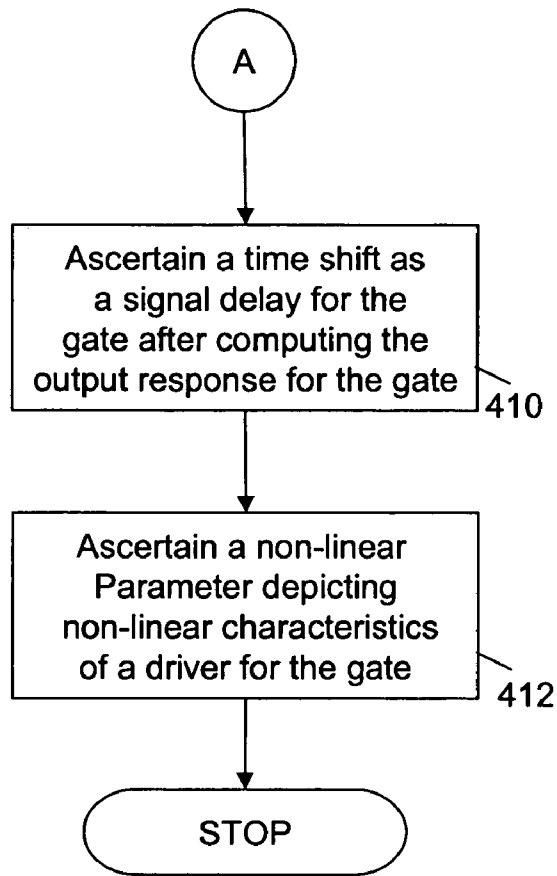 A
Ascertain a time shift as
a signal delay for the
gate after computing the
output response for the gate
410
Ascertain a non-linear
Parameter depicting
non-linear characteristics
of a driver for the gate
412
STOP